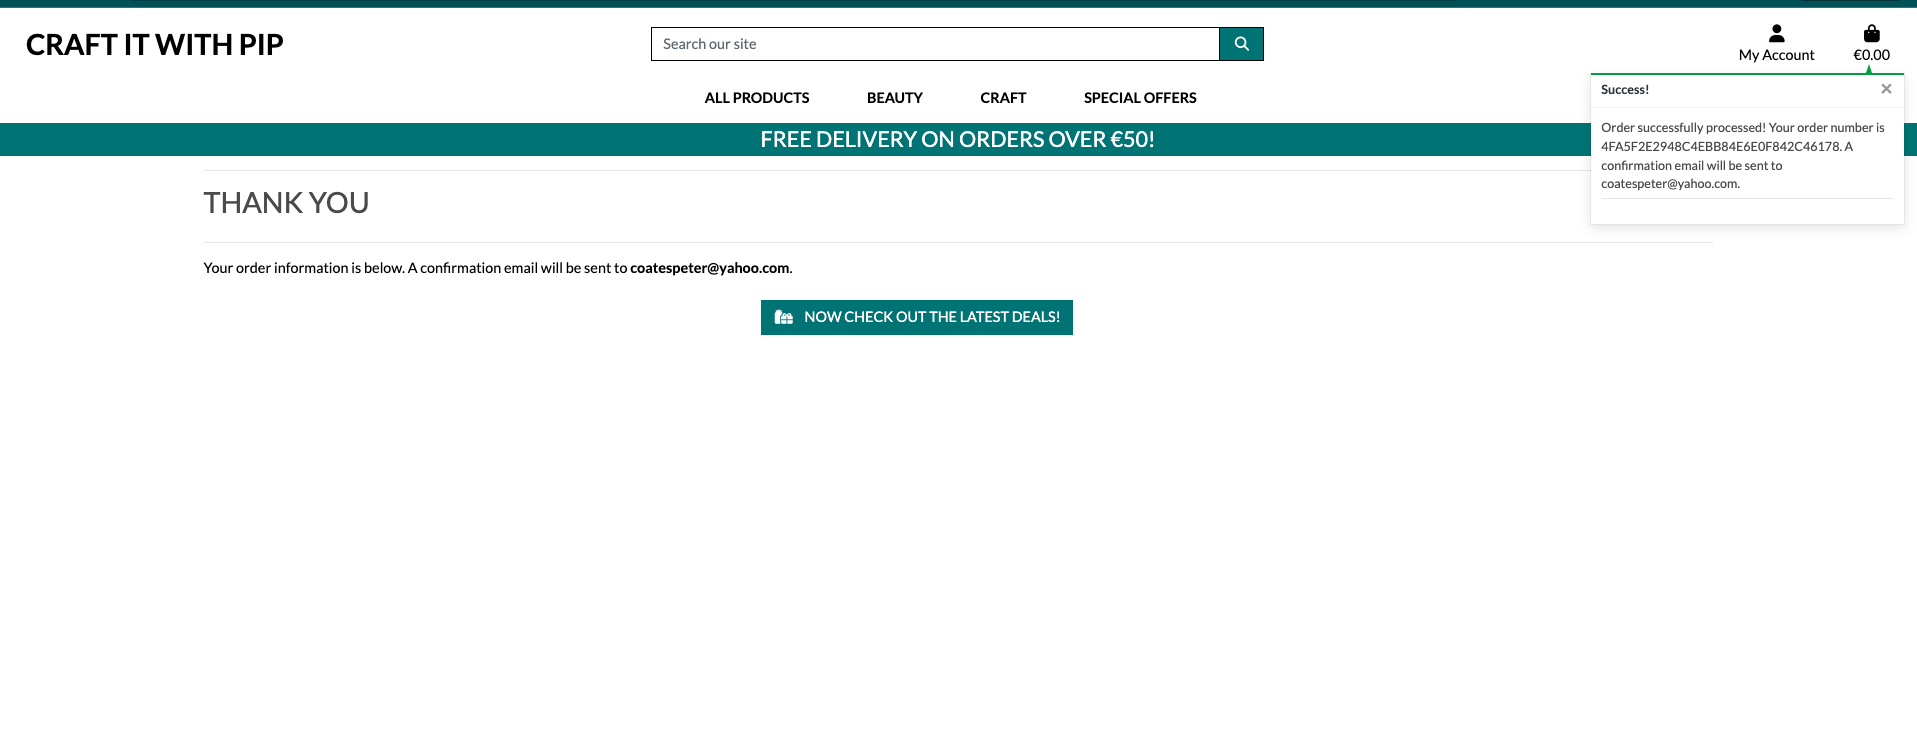 CRAFT IT WITH PIP
Search our site
My Account
€0.00
ALL PRODUCTS
BEAUTY
CRAFT
SPECIAL OFFERS
FREE DELIVERY ON ORDERS OVER €50!
Success!
×
Order successfully processed! Your order number is
4FA5F2E2948C4EBB84E6E0F842C46178. A
confirmation email will be sent to
coatespeter@yahoo.com.
THANK YOU
Your order information is below. A confirmation email will be sent to coatespeter@yahoo.com.
NOW CHECK OUT THE LATEST DEALS!